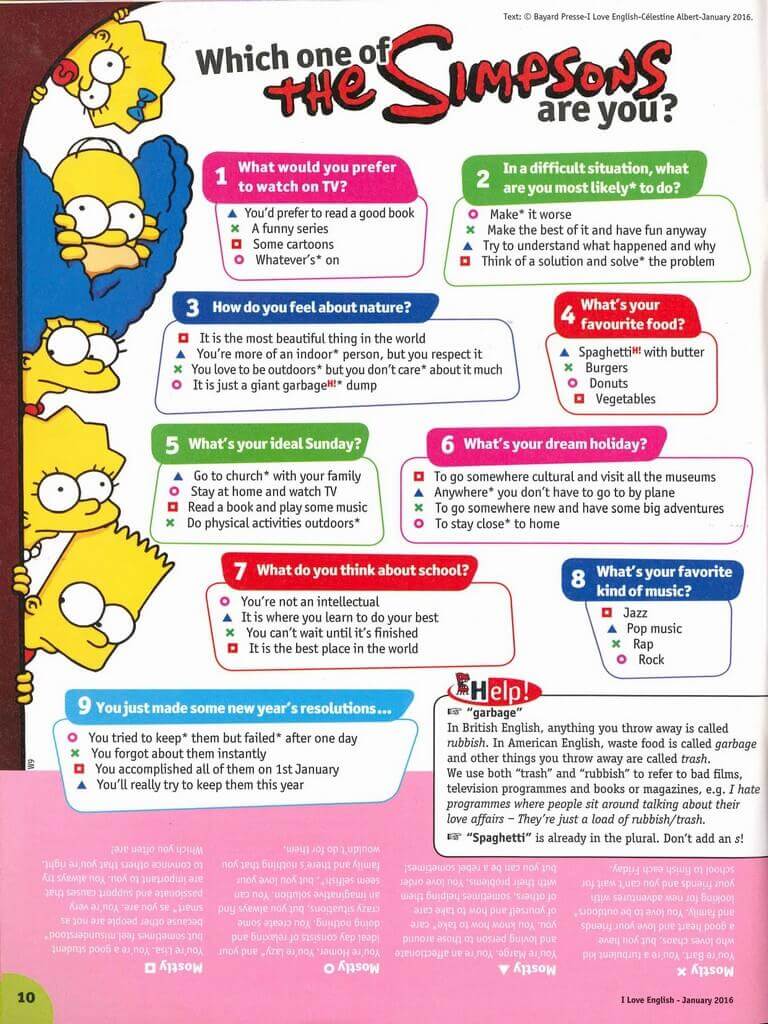 Text: © Bayard Presse-I Love English-Célestine Albert-January 2016.
Which one of
THE SIMPSONS
are you?
1 What would you prefer
to watch on TV?
▲ You'd prefer to read a good book
× A funny series
□ Some cartoons
○ Whatever's* on
2 In a difficult situation, what
are you most likely* to do?
○ Make* it worse
× Make the best of it and have fun anyway
▲ Try to understand what happened and why
□ Think of a solution and solve* the problem
3 How do you feel about nature?
□ It is the most beautiful thing in the world
▲ You're more of an indoor* person, but you respect it
× You love to be outdoors* but you don't care* about it much
○ It is just a giant garbageH!* dump
4 What's your
favourite food?
▲ SpaghettiH! with butter
× Burgers
○ Donuts
□ Vegetables
5 What's your ideal Sunday?
▲ Go to church* with your family
○ Stay at home and watch TV
□ Read a book and play some music
× Do physical activities outdoors*
6 What's your dream holiday?
□ To go somewhere cultural and visit all the museums
▲ Anywhere* you don't have to go to by plane
× To go somewhere new and have some big adventures
○ To stay close* to home
7 What do you think about school?
○ You're not an intellectual
▲ It is where you learn to do your best
× You can't wait until it's finished
□ It is the best place in the world
8 What's your favorite
kind of music?
□ Jazz
▲ Pop music
× Rap
○ Rock
9 You just made some new year's resolutions...
○ You tried to keep* them but failed* after one day
× You forgot about them instantly
□ You accomplished all of them on 1st January
▲ You'll really try to keep them this year
Help!
☞ "garbage"
In British English, anything you throw away is called
rubbish. In American English, waste food is called garbage
and other things you throw away are called trash.
We use both "trash" and "rubbish" to refer to bad films,
television programmes and books or magazines, e.g. I hate
programmes where people sit around talking about their
love affairs – They're just a load of rubbish/trash.
☞ "Spaghetti" is already in the plural. Don't add an s!
Mostly ×
You're Bart. You're a turbulent kid
who loves chaos, but you have
a good heart and love your friends
and family. You love to be outdoors*
looking for new adventures with
your friends and you can't wait for
school to finish each Friday.
Mostly ▲
You're Marge. You're an affectionate
and loving person to those around
you. You know how to take* care
of yourself and how to take care
of others, sometimes helping them
with their problems. You love order
but you can be a rebel sometimes!
Mostly ○
You're Homer. You're lazy* and your
ideal day consists of relaxing and
doing nothing. You create some
crazy situations, but you always find
an imaginative solution. You can
seem selfish*, but you love your
family and there's nothing that you
wouldn't do for them.
Mostly □
You're Lisa. You're a good student
but sometimes feel misunderstood*
because other people are not as
smart* as you are. You're very
passionate and support causes that
are important to you. You always try
to convince others that you're right.
Which you often are!
10
I Love English - January 2016